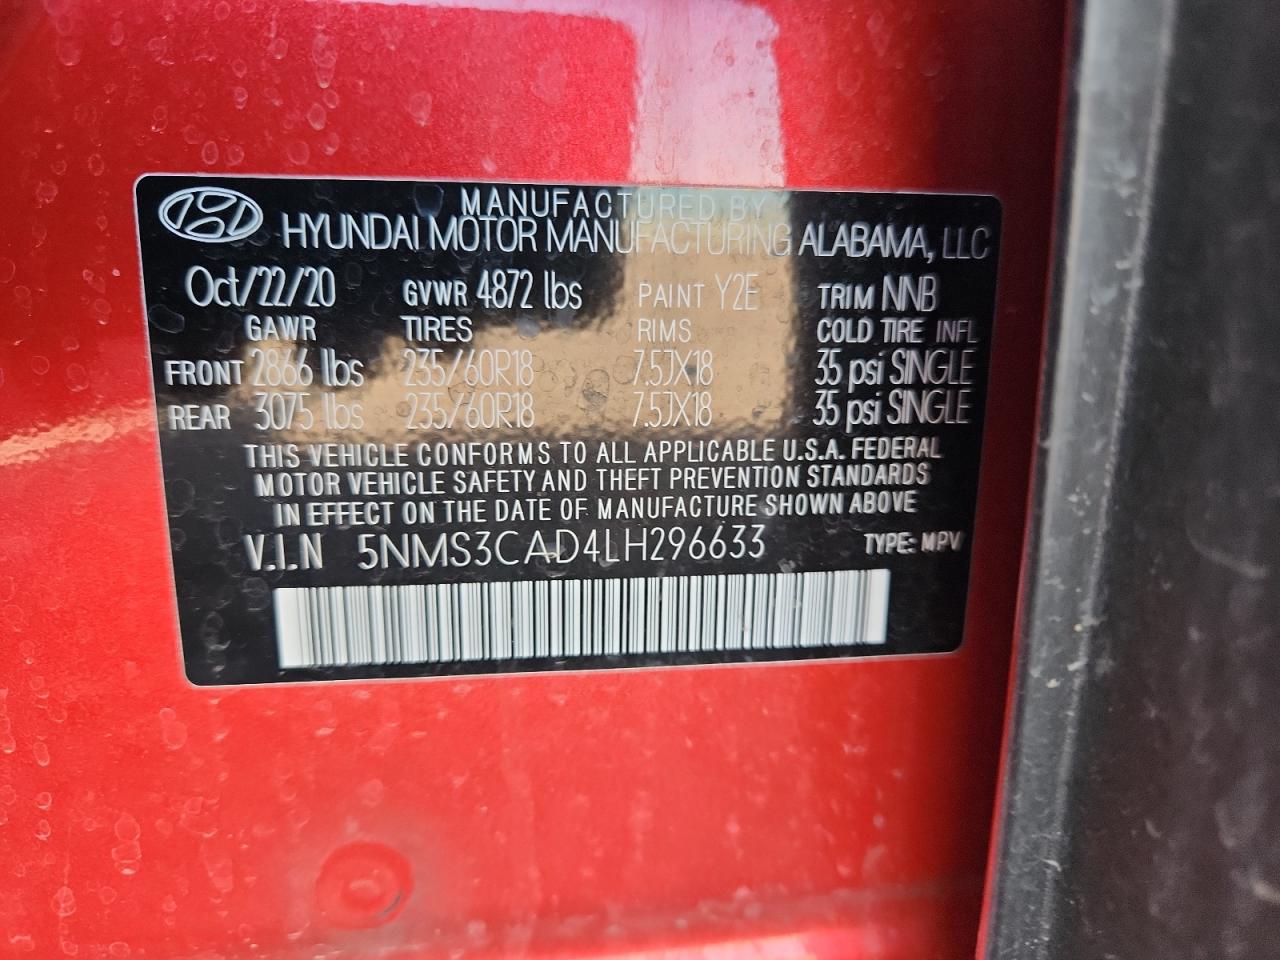 MANUFACTURED BY
HYUNDAI MOTOR MANUFACTURING ALABAMA, LLC
Oct/22/20 GVWR 4872 lbs PAINT Y2E TRIM NNB
GAWR TIRES RIMS COLD TIRE INFL
FRONT 2866 lbs 235/60R18 7.5JX18 35 psi SINGLE
REAR 3075 lbs 235/60R18 7.5JX18 35 psi SINGLE
THIS VEHICLE CONFORMS TO ALL APPLICABLE U.S.A. FEDERAL
MOTOR VEHICLE SAFETY AND THEFT PREVENTION STANDARDS
IN EFFECT ON THE DATE OF MANUFACTURE SHOWN ABOVE
V.I.N 5NMS3CAD4LH296633 TYPE: MPV